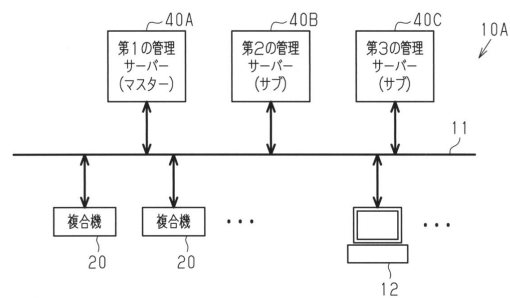 40A
40B
40C
10A
第1の管理
サーバー
(マスター)
第2の管理
サーバー
(サブ)
第3の管理
サーバー
(サブ)
11
複合機
複合機
・・・
・・・
20
20
12